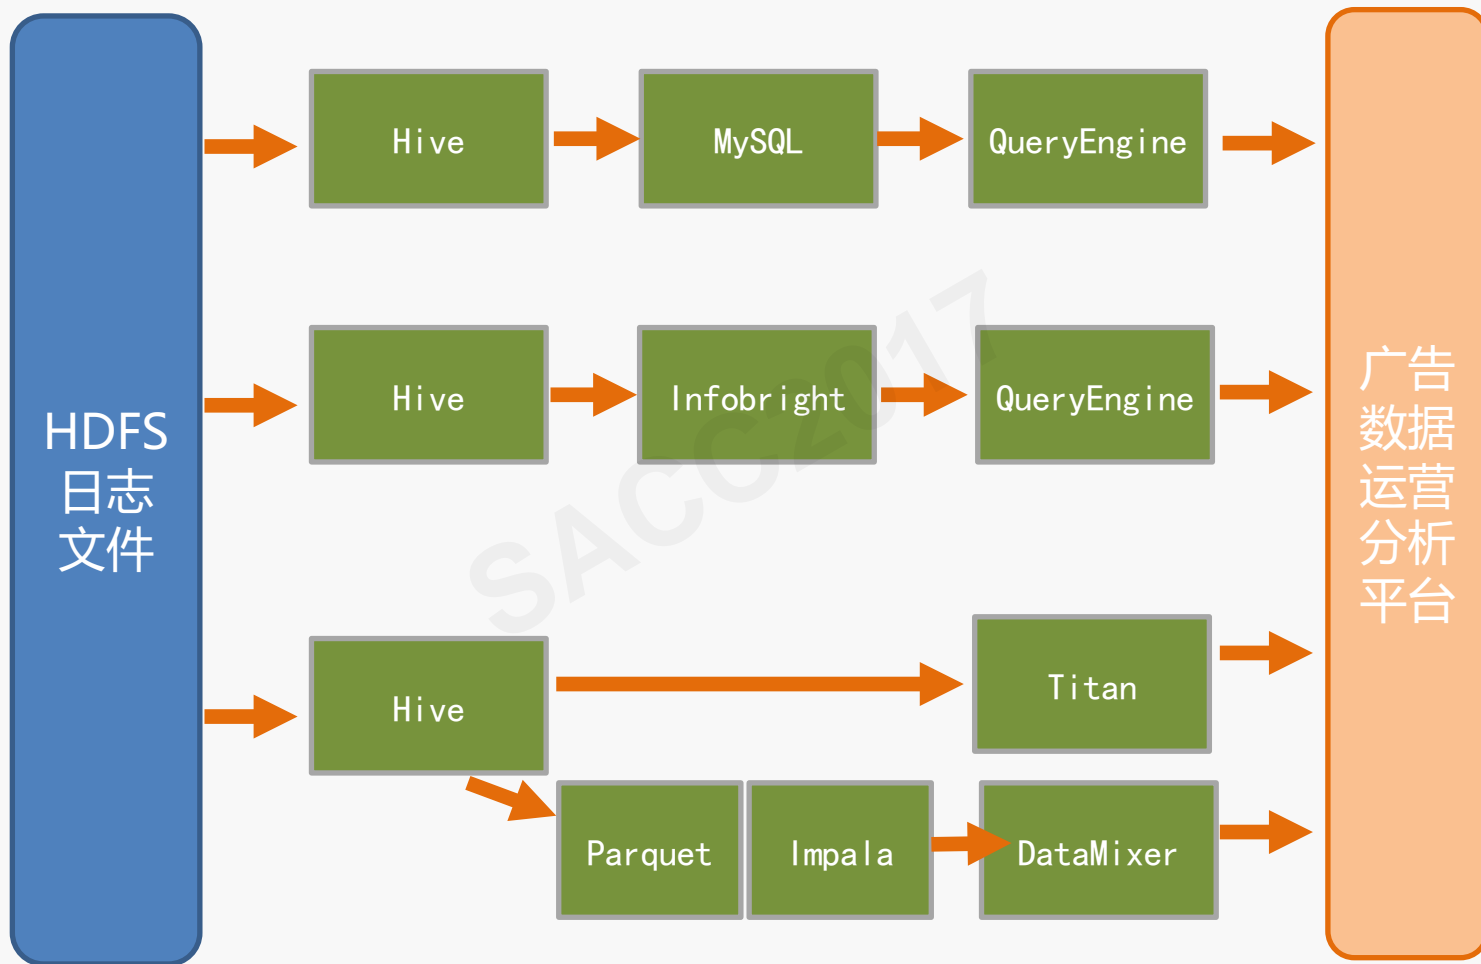 HDFS
日志
文件
Hive
MySQL
QueryEngine
Hive
Infobright
QueryEngine
Hive
Titan
Parquet
Impala
DataMixer
广告
数据
运营
分析
平台
SACC2017